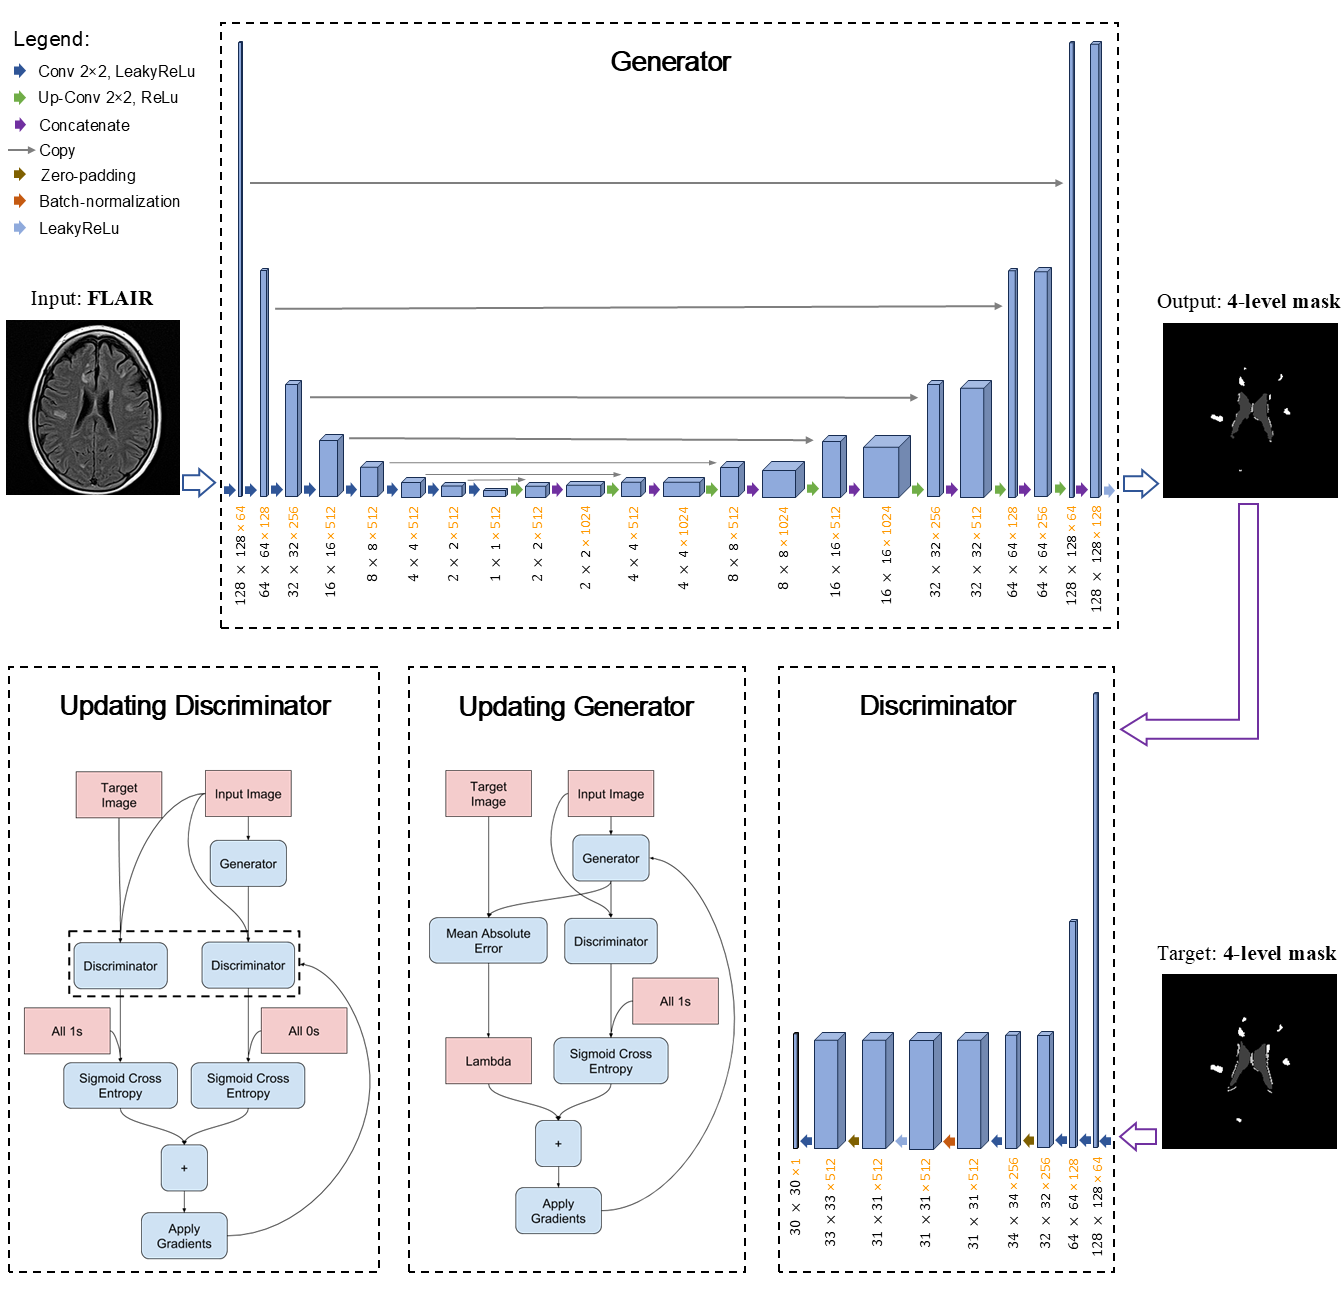 Legend:
Conv 2×2, LeakyReLu
Up-Conv 2×2, ReLu
Concatenate
Copy
Zero-padding
Batch-normalization
LeakyReLu
Generator
Input: FLAIR
Output: 4-level mask
128 × 128 × 64
64 × 64 × 128
32 × 32 × 256
16 × 16 × 512
8 × 8 × 512
4 × 4 × 512
2 × 2 × 512
1 × 1 × 512
2 × 2 × 512
2 × 2 × 1024
4 × 4 × 512
4 × 4 × 1024
8 × 8 × 512
8 × 8 × 1024
16 × 16 × 512
16 × 16 × 1024
32 × 32 × 256
32 × 32 × 512
64 × 64 × 128
64 × 64 × 256
128 × 128 × 64
128 × 128 × 128
Updating Discriminator
Target
Image
Input Image
Generator
Discriminator
Discriminator
All 1s
All 0s
Sigmoid Cross
Entropy
Sigmoid Cross
Entropy
+
Apply
Gradients
Updating Generator
Target
Image
Input Image
Generator
Mean Absolute
Error
Discriminator
All 1s
Lambda
Sigmoid Cross
Entropy
+
Apply
Gradients
Discriminator
Target: 4-level mask
30 × 30 × 1
33 × 33 × 512
31 × 31 × 512
31 × 31 × 512
31 × 31 × 512
34 × 34 × 256
32 × 32 × 256
64 × 64 × 128
128 × 128 × 64